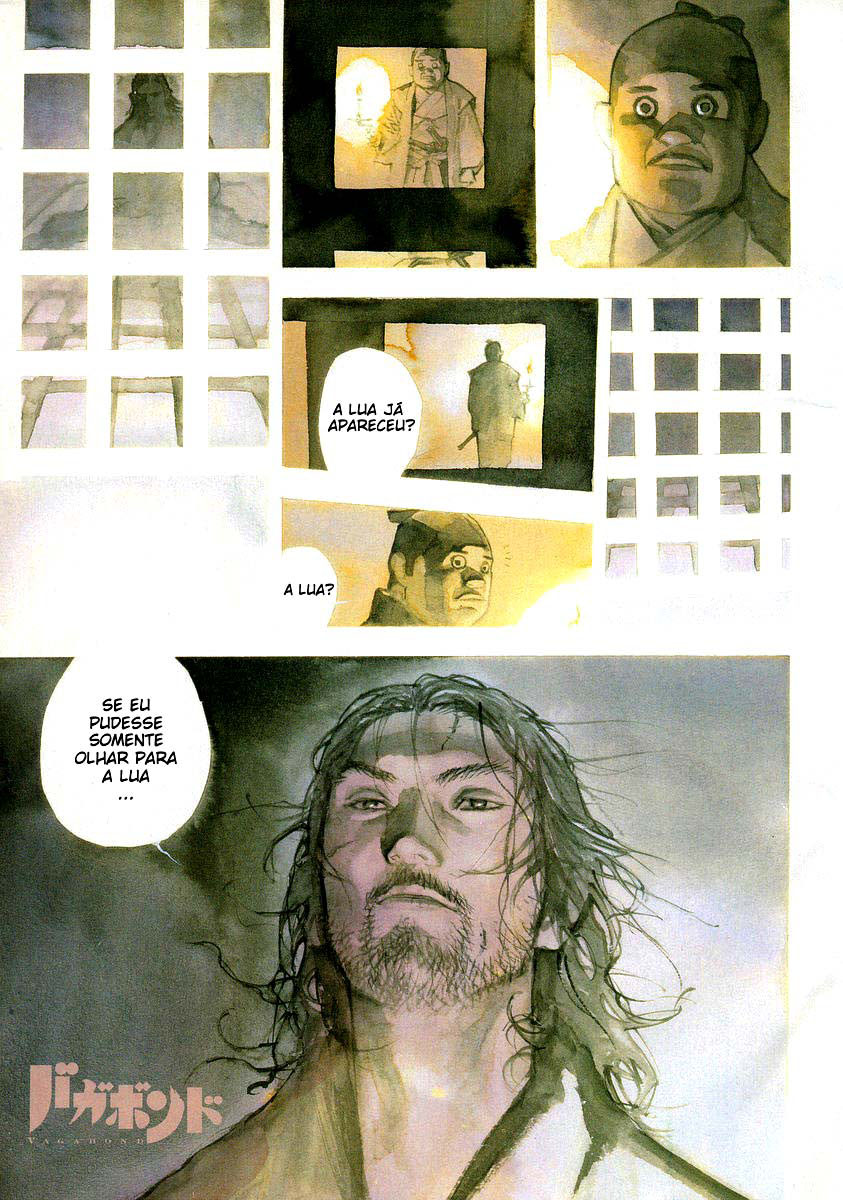 A LUA JÁ
APARECEU?
A LUA?
SE EU
PUDESSE
SOMENTE
OLHAR PARA
A LUA
...
バガボンド
VAGABOND